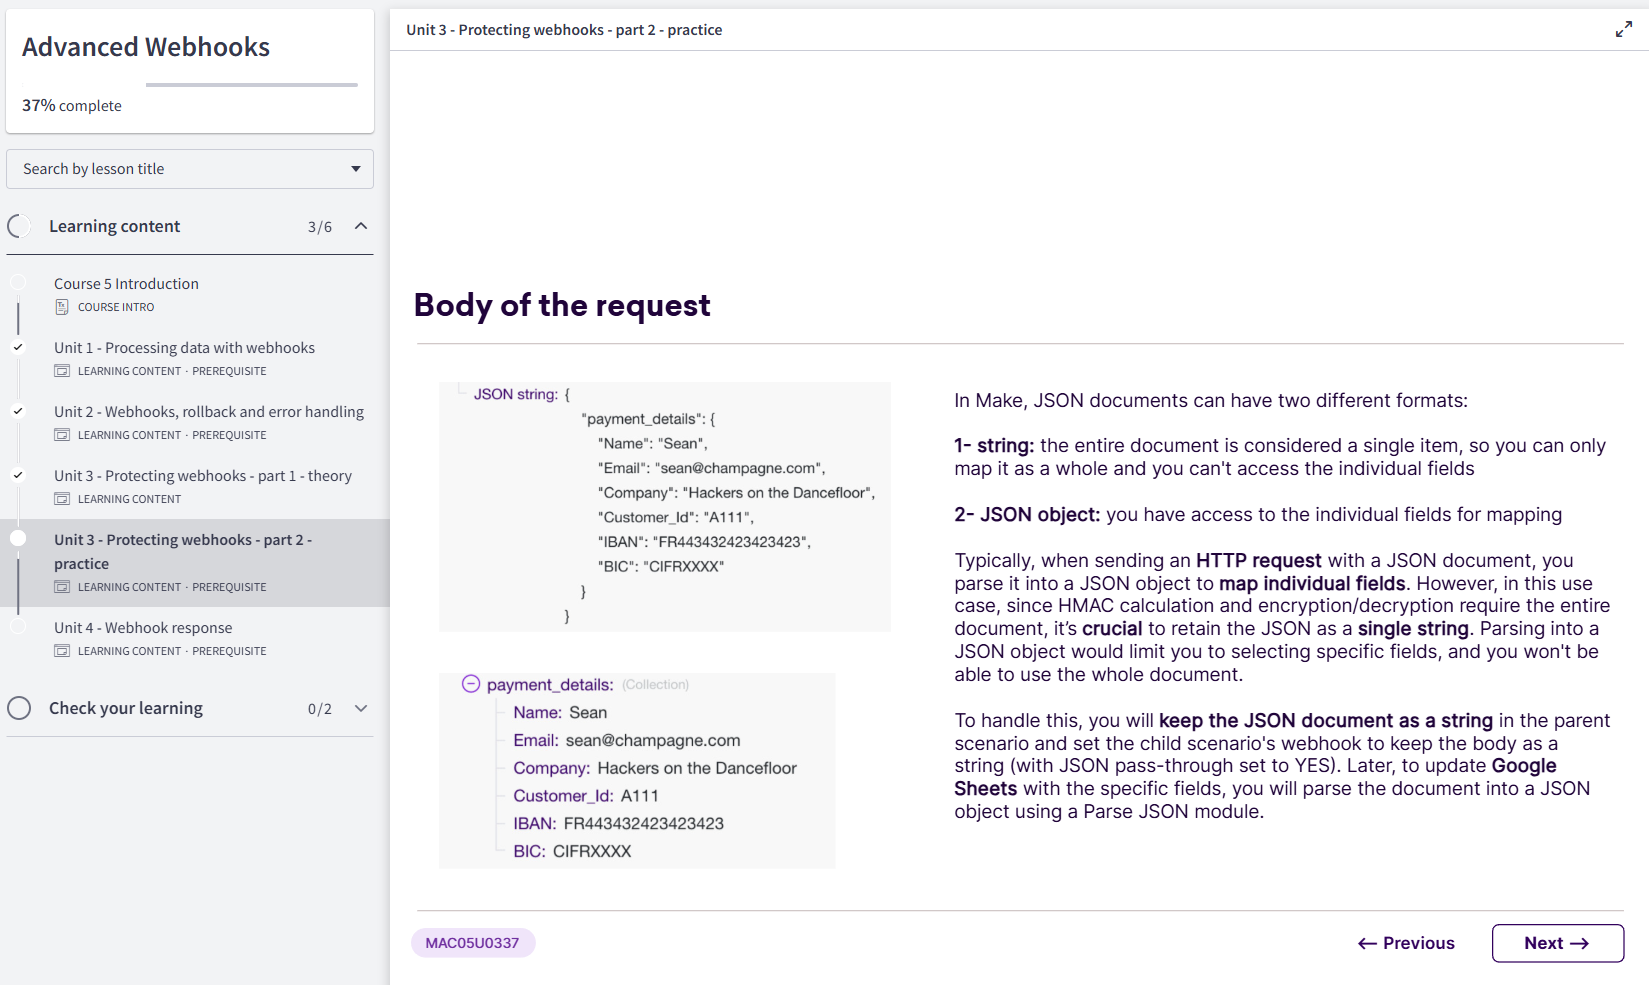 Advanced Webhooks
37% complete
Search by lesson title
Learning content 3/6
Course 5 Introduction
COURSE INTRO
Unit 1 - Processing data with webhooks
LEARNING CONTENT · PREREQUISITE
Unit 2 - Webhooks, rollback and error handling
LEARNING CONTENT · PREREQUISITE
Unit 3 - Protecting webhooks - part 1 - theory
LEARNING CONTENT
Unit 3 - Protecting webhooks - part 2 -
practice
LEARNING CONTENT · PREREQUISITE
Unit 4 - Webhook response
LEARNING CONTENT · PREREQUISITE
Check your learning 0/2
Unit 3 - Protecting webhooks - part 2 - practice
Body of the request
JSON string: {
"payment_details": {
"Name": "Sean",
"Email": "sean@champagne.com",
"Company": "Hackers on the Dancefloor",
"Customer_Id": "A111",
"IBAN": "FR443432423423423",
"BIC": "CIFRXXXX"
}
}
payment_details: (Collection)
Name: Sean
Email: sean@champagne.com
Company: Hackers on the Dancefloor
Customer_Id: A111
IBAN: FR443432423423423
BIC: CIFRXXXX
In Make, JSON documents can have two different formats:
1- string: the entire document is considered a single item, so you can only
map it as a whole and you can't access the individual fields
2- JSON object: you have access to the individual fields for mapping
Typically, when sending an HTTP request with a JSON document, you
parse it into a JSON object to map individual fields. However, in this use
case, since HMAC calculation and encryption/decryption require the entire
document, it's crucial to retain the JSON as a single string. Parsing into a
JSON object would limit you to selecting specific fields, and you won't be
able to use the whole document.
To handle this, you will keep the JSON document as a string in the parent
scenario and set the child scenario's webhook to keep the body as a
string (with JSON pass-through set to YES). Later, to update Google
Sheets with the specific fields, you will parse the document into a JSON
object using a Parse JSON module.
MAC05U0337
← Previous
Next →